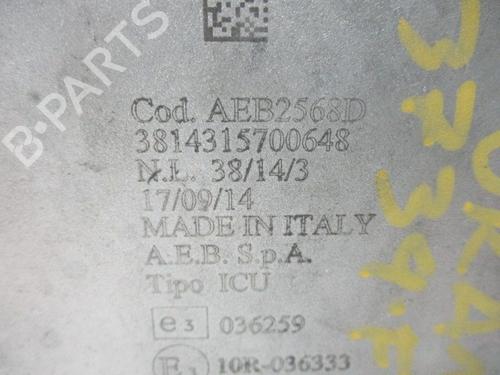 B-PARTS
Cod. AEB2568D
3814315700648
N.L. 38/14/3
17/09/14
MADE IN ITALY
A.E.B. S.p.A.
Tipo ICU
e3 036259
E3 10R-036333